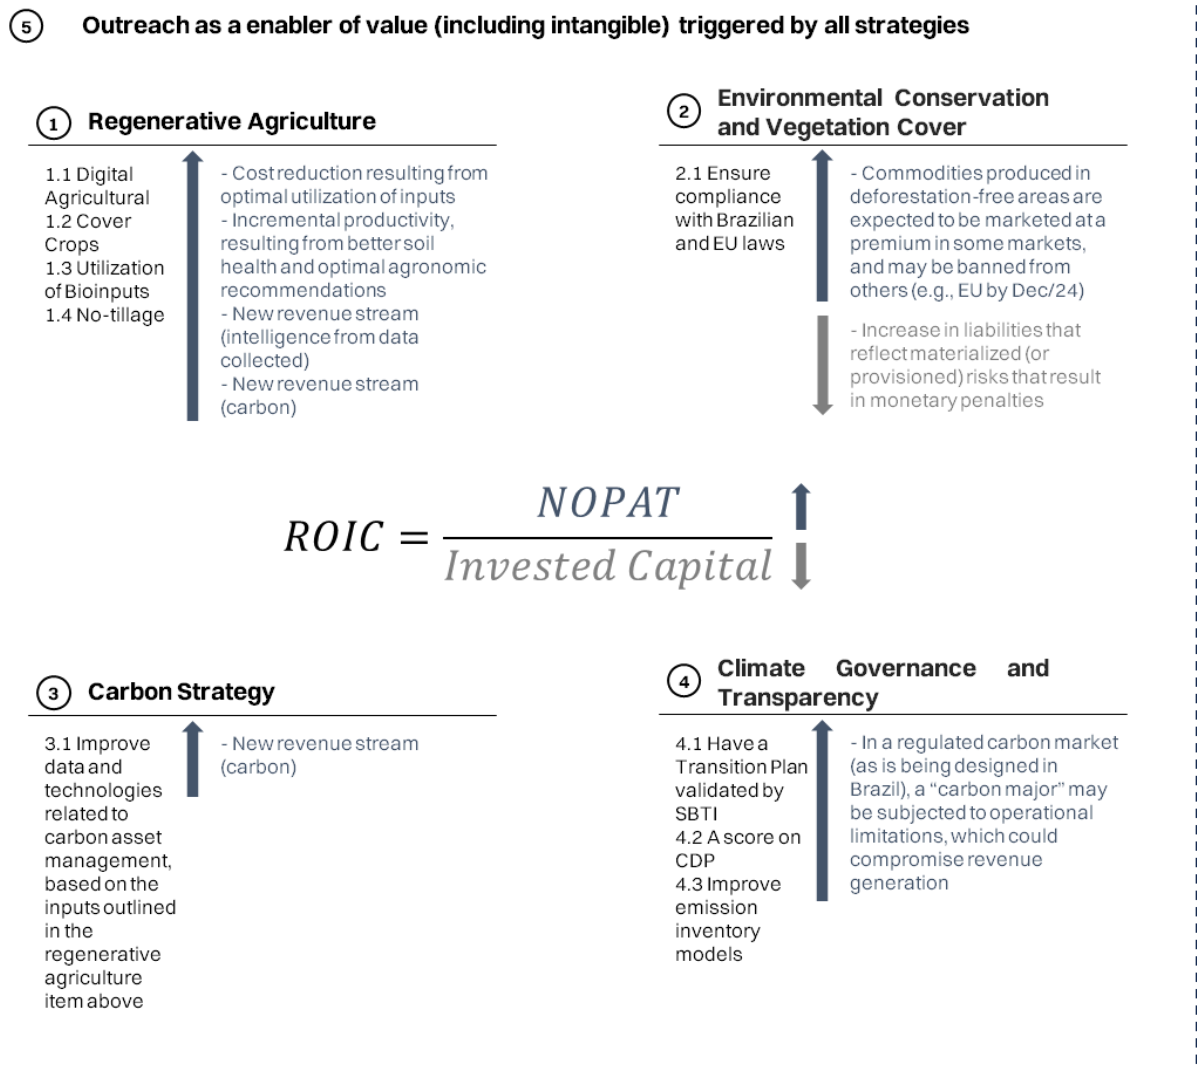 5 Outreach as a enabler of value (including intangible) triggered by all strategies
1 Regenerative Agriculture
1.1 Digital
Agricultural
1.2 Cover
Crops
1.3 Utilization
of Bioinputs
1.4 No-tillage
- Cost reduction resulting from
optimal utilization of inputs
- Incremental productivity,
resulting from better soil
health and optimal agronomic
recommendations
- New revenue stream
(intelligence from data
collected)
- New revenue stream
(carbon)
2 Environmental Conservation
and Vegetation Cover
2.1 Ensure
compliance
with Brazilian
and EU laws
- Commodities produced in
deforestation-free areas are
expected to be marketed at a
premium in some markets,
and may be banned from
others (e.g., EU by Dec/24)
- Increase in liabilities that
reflect materialized (or
provisioned) risks that result
in monetary penalties
ROIC =
NOPAT
Invested Capital
3 Carbon Strategy
3.1 Improve
data and
technologies
related to
carbon asset
management,
based on the
inputs outlined
in the
regenerative
agriculture
item above
- New revenue stream
(carbon)
4 Climate Governance and
Transparency
4.1 Have a
Transition Plan
validated by
SBTI
4.2 A score on
CDP
4.3 Improve
emission
inventory
models
- In a regulated carbon market
(as is being designed in
Brazil), a “carbon major” may
be subjected to operational
limitations, which could
compromise revenue
generation